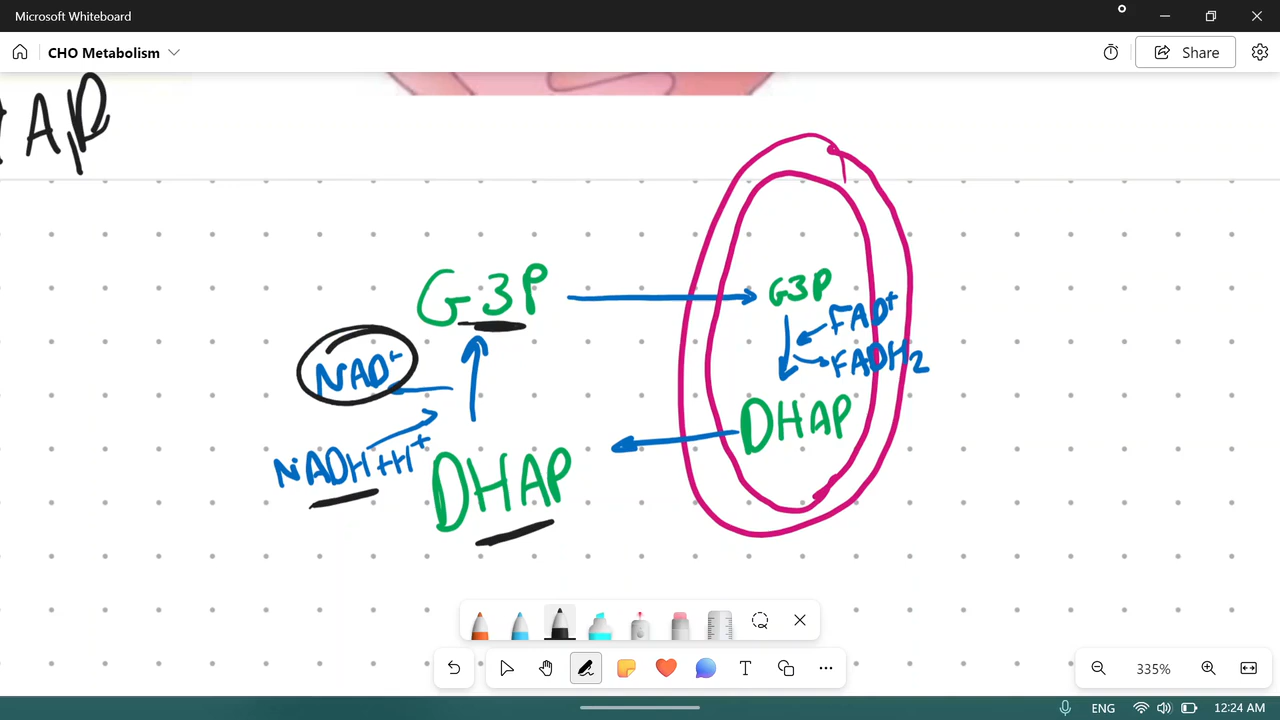 Microsoft Whiteboard
CHO Metabolism
Share
AP
G3P
G3P
FAD+
NAD+
FADH2
DHAP
NADH+H+
DHAP
T
335%
ENG
12:24 AM